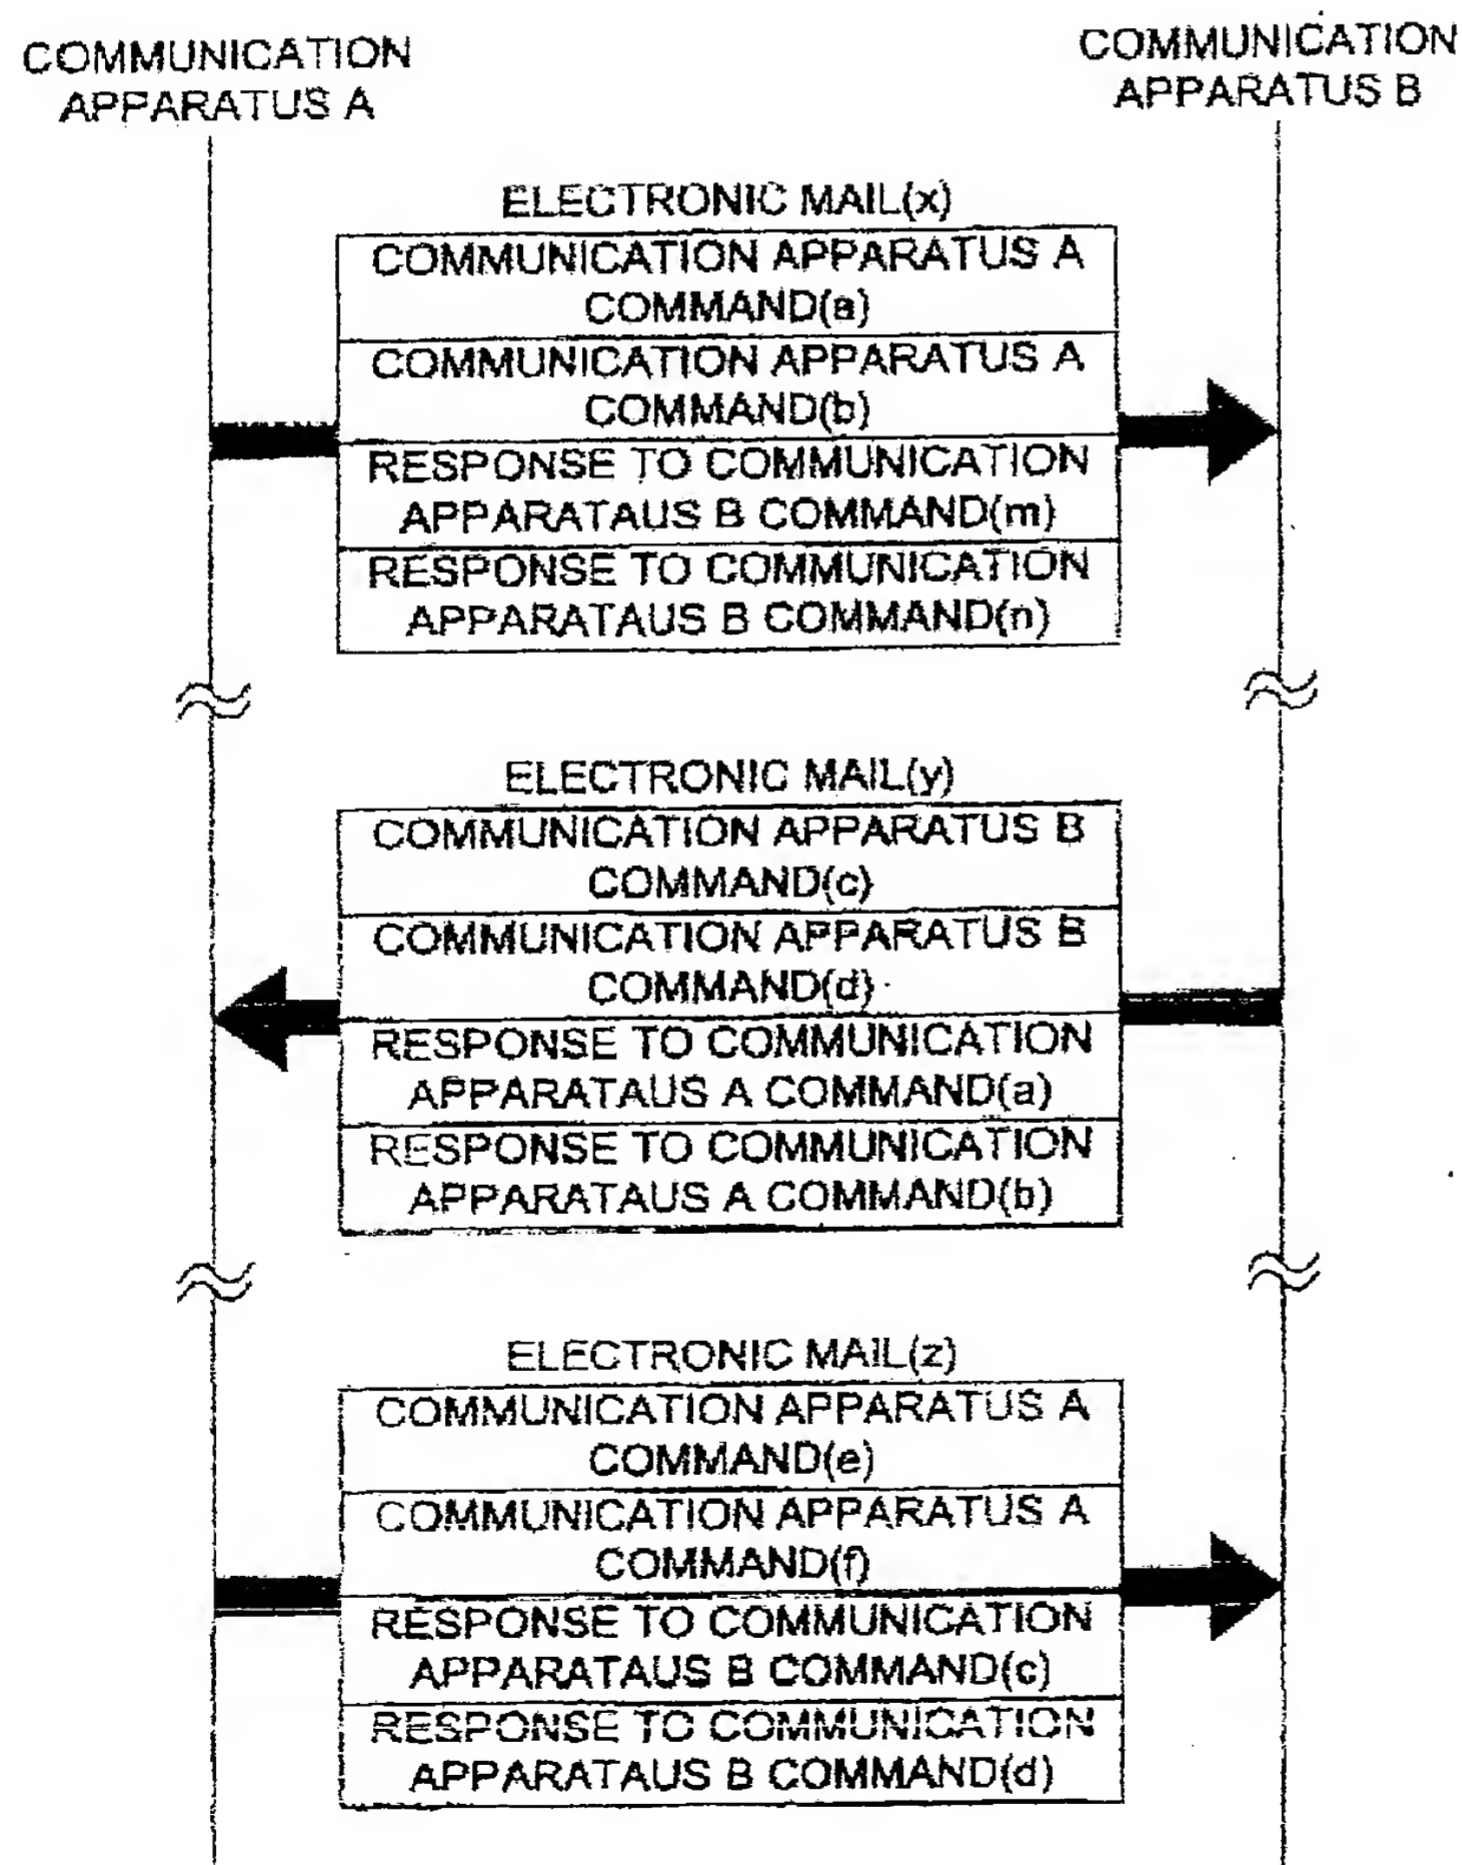 COMMUNICATION
APPARATUS A
COMMUNICATION
APPARATUS B
ELECTRONIC MAIL(x)
COMMUNICATION APPARATUS A
COMMAND(a)
COMMUNICATION APPARATUS A
COMMAND(b)
RESPONSE TO COMMUNICATION
APPARATAUS B COMMAND(m)
RESPONSE TO COMMUNICATION
APPARATAUS B COMMAND(n)
ELECTRONIC MAIL(y)
COMMUNICATION APPARATUS B
COMMAND(c)
COMMUNICATION APPARATUS B
COMMAND(d)
RESPONSE TO COMMUNICATION
APPARATAUS A COMMAND(a)
RESPONSE TO COMMUNICATION
APPARATAUS A COMMAND(b)
ELECTRONIC MAIL(z)
COMMUNICATION APPARATUS A
COMMAND(e)
COMMUNICATION APPARATUS A
COMMAND(f)
RESPONSE TO COMMUNICATION
APPARATAUS B COMMAND(c)
RESPONSE TO COMMUNICATION
APPARATAUS B COMMAND(d)